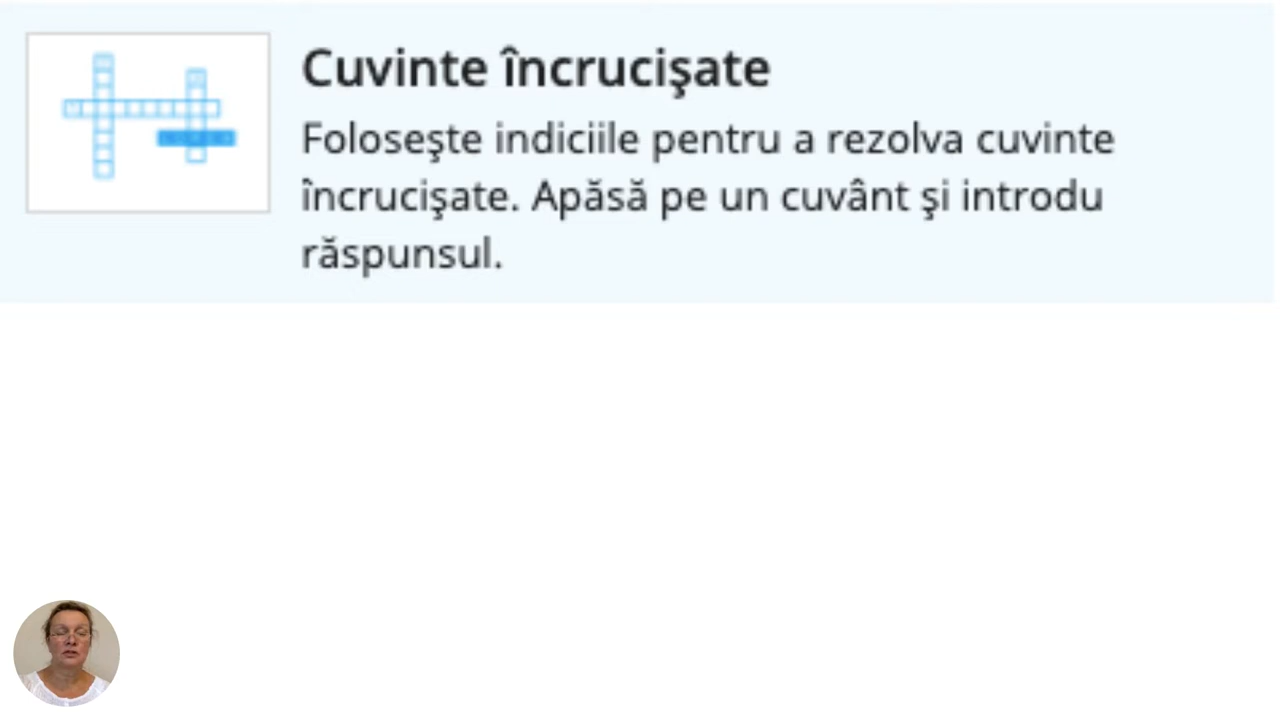 Cuvinte încrucişate
Foloseşte indiciile pentru a rezolva cuvinte
încrucişate. Apăsă pe un cuvânt şi introdu
răspunsul.